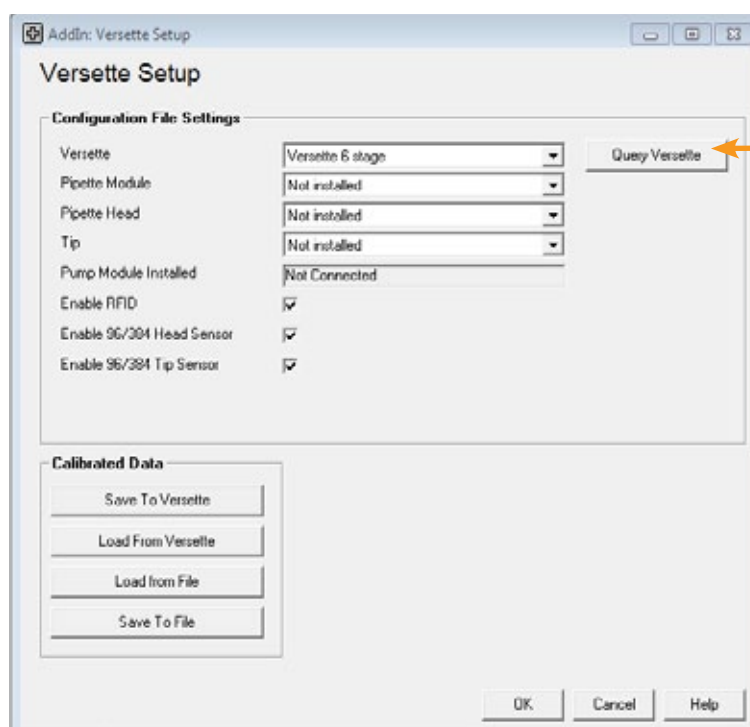 AddIn: Versette Setup
Versette Setup
Configuration File Settings
Versette
Versette 6 stage
Query Versette
Pipette Module
Not installed
Pipette Head
Not installed
Tip
Not installed
Pump Module Installed
Not Connected
Enable RFID
Enable 96/384 Head Sensor
Enable 96/384 Tip Sensor
Calibrated Data
Save To Versette
Load From Versette
Load from File
Save To File
OK
Cancel
Help